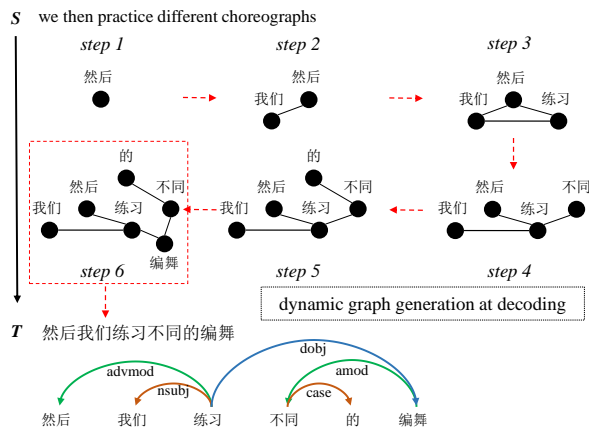 S we then practice different choreographs
step 1
step 2
step 3
然后
然后
我们
然后
我们
练习
的
然后
不同
我们
练习
编舞
的
然后
不同
我们
练习
然后
不同
我们
练习
step 6
step 5
step 4
dynamic graph generation at decoding
T 然后我们练习不同的编舞
dobj
advmod
amod
nsubj
case
然后 我们 练习 不同 的 编舞